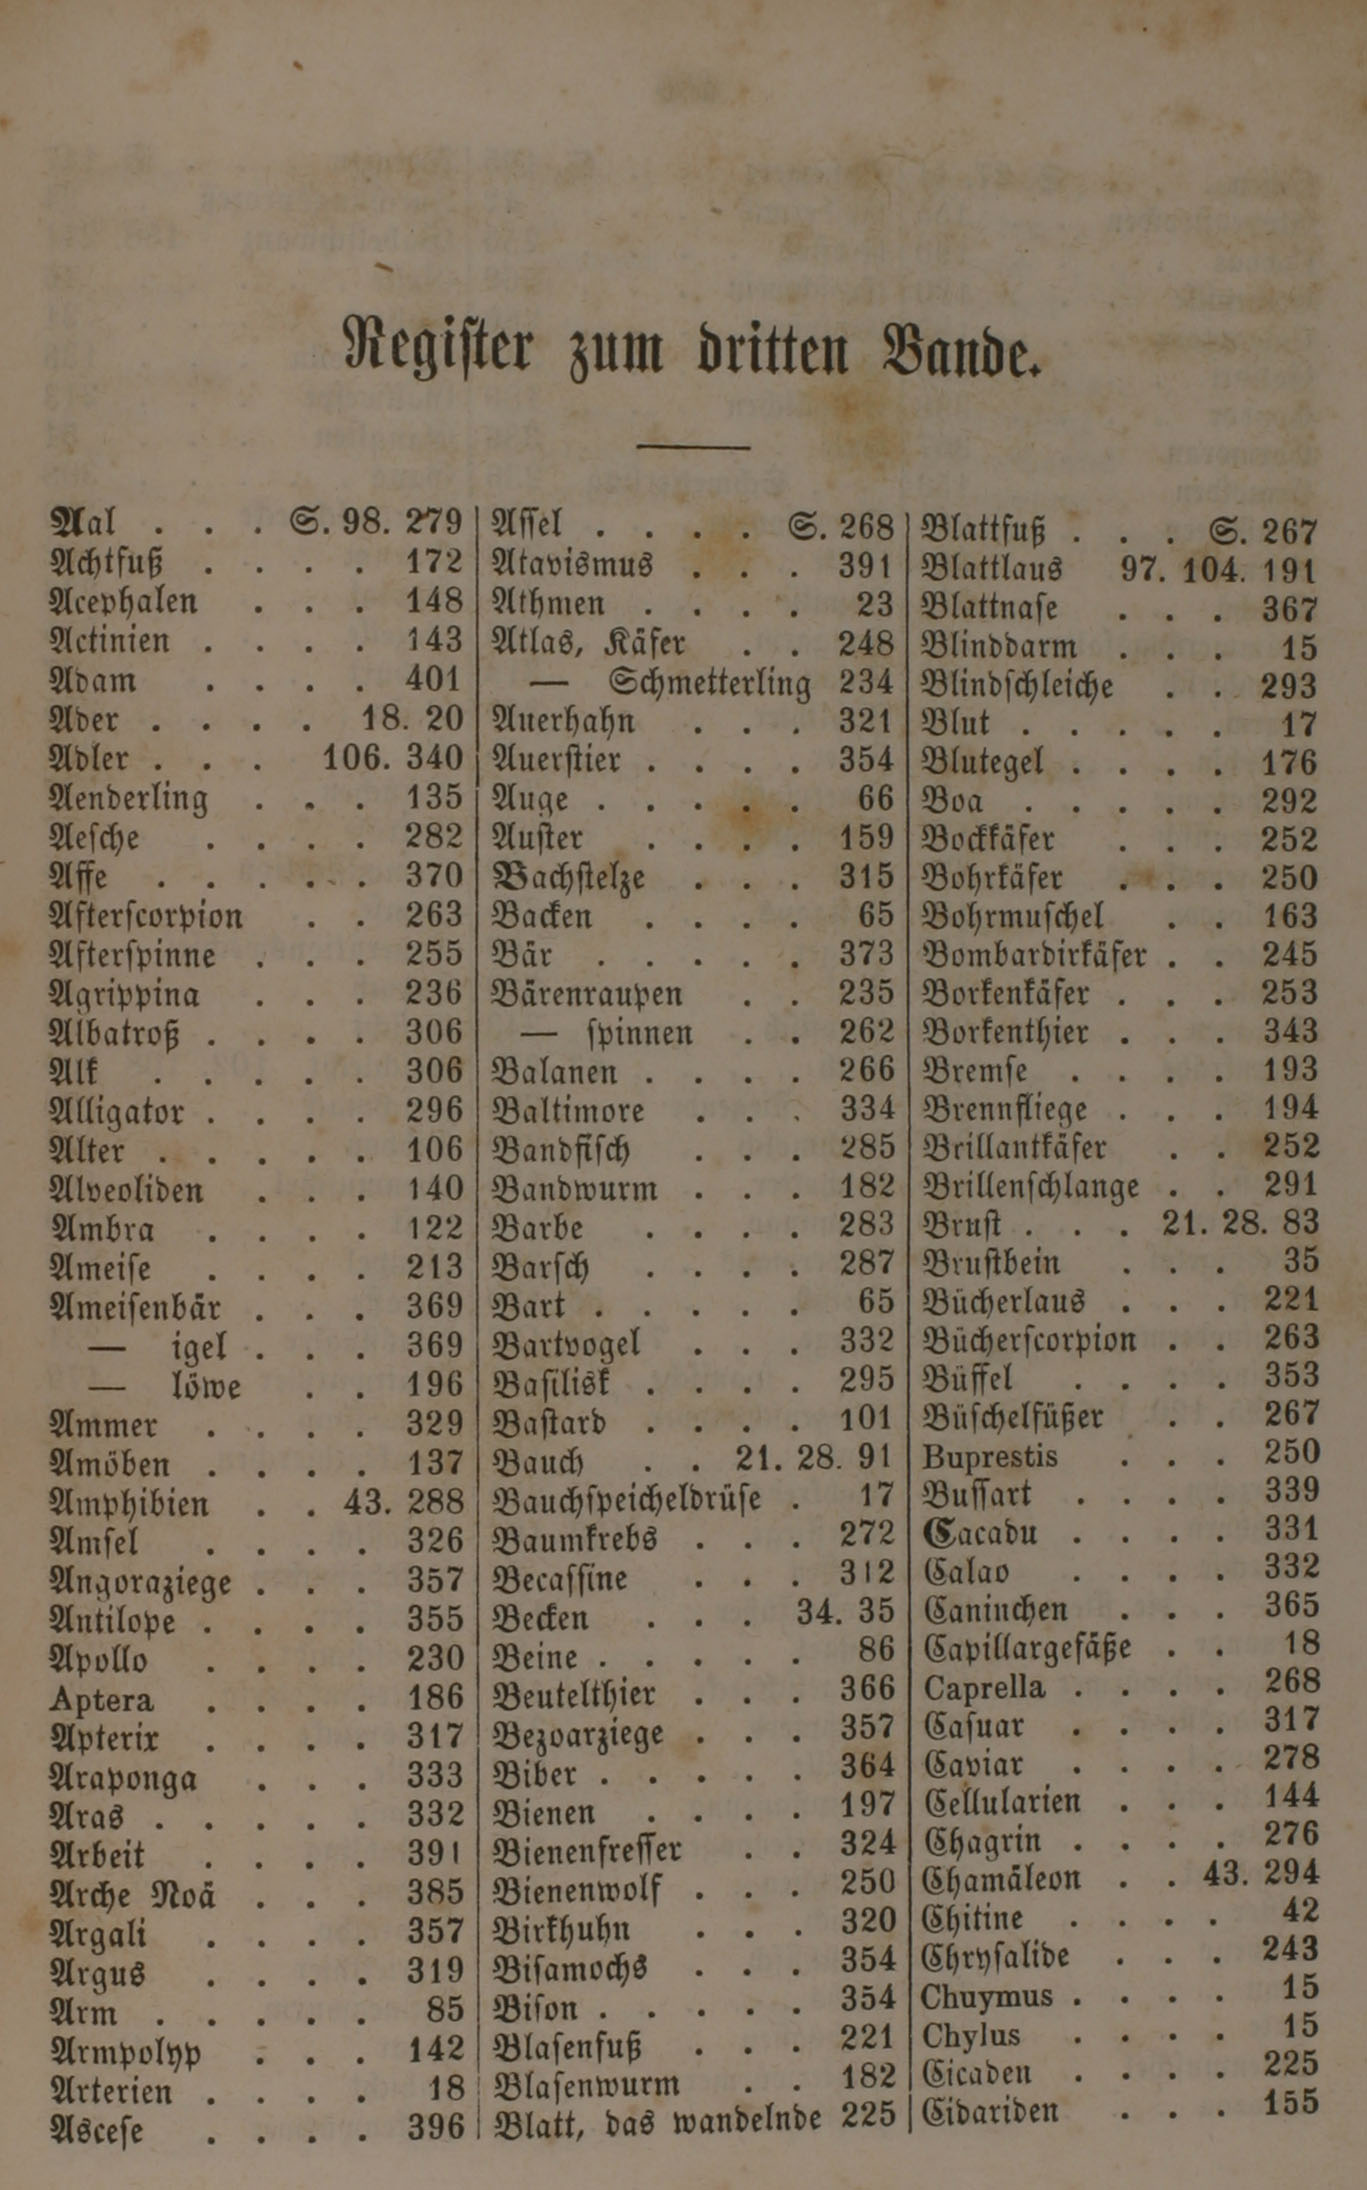 Register zum dritten Bande.
Aal . . . S. 98. 279
Achtfuß . . . . 172
Acephalen . . . 148
Actinien . . . . 143
Adam . . . . 401
Ader . . . . 18. 20
Adler . . . 106. 340
Aenderling . . . 135
Aesche . . . . 282
Affe . . . . . 370
Afterscorpion . . 263
Afterspinne . . . 255
Agrippina . . . 236
Albatroß . . . . 306
Alk . . . . . 306
Alligator . . . . 296
Alter . . . . . 106
Alveoliden . . . 140
Ambra . . . . 122
Ameise . . . . 213
Ameisenbär . . . 369
— igel . . . 369
— löwe . . 196
Ammer . . . . 329
Amöben . . . . 137
Amphibien . . 43. 288
Amsel . . . . 326
Angoraziege . . . 357
Antilope . . . . 355
Apollo . . . . 230
Aptera . . . . 186
Apterix . . . . 317
Araponga . . . 333
Aras . . . . . 332
Arbeit . . . . 391
Arche Noä . . . 385
Argali . . . . 357
Argus . . . . 319
Arm . . . . . 85
Armpolyp . . . 142
Arterien . . . . 18
Ascese . . . . 396
Assel . . . . S. 268
Atavismus . . . 391
Athmen . . . . 23
Atlas, Käfer . . 248
— Schmetterling 234
Auerhahn . . . 321
Auerstier . . . . 354
Auge . . . . . 66
Auster . . . . 159
Bachstelze . . . 315
Backen . . . . 65
Bär . . . . . 373
Bärenraupen . . 235
— spinnen . . 262
Balanen . . . . 266
Baltimore . . . 334
Bandfisch . . . 285
Bandwurm . . . 182
Barbe . . . . 283
Barsch . . . . 287
Bart . . . . . 65
Bartvogel . . . 332
Basilisk . . . . 295
Bastard . . . . 101
Bauch . . 21. 28. 91
Bauchspeicheldrüse . 17
Baumkrebs . . . 272
Becassine . . . 312
Becken . . . 34. 35
Beine . . . . . 86
Beutelthier . . . 366
Bezoarziege . . . 357
Biber . . . . . 364
Bienen . . . . 197
Bienenfresser . . 324
Bienenwolf . . . 250
Birkhuhn . . . 320
Bisamochs . . . 354
Bison . . . . . 354
Blasenfuß . . . 221
Blasenwurm . . 182
Blatt, das wandelnde 225
Blattfuß . . . S. 267
Blattlaus 97. 104. 191
Blattnase . . . 367
Blinddarm . . . 15
Blindschleiche . . 293
Blut . . . . . 17
Blutegel . . . . 176
Boa . . . . . 292
Bockkäfer . . . 252
Bohrkäfer . . . 250
Bohrmuschel . . 163
Bombardirkäfer . . 245
Borkenkäfer . . . 253
Borkenthier . . . 343
Bremse . . . . 193
Brennfliege . . . 194
Brillantkäfer . . 252
Brillenschlange . . 291
Brust . . . 21. 28. 83
Brustbein . . . 35
Bücherlaus . . . 221
Bücherscorpion . . 263
Büffel . . . . 353
Büschelfüßer . . 267
Buprestis . . . 250
Bussart . . . . 339
Cacadu . . . . 331
Calao . . . . 332
Caninchen . . . 365
Capillargefäße . . 18
Caprella . . . . 268
Casuar . . . . 317
Caviar . . . . 278
Cellularien . . . 144
Chagrin . . . . 276
Chamäleon . . 43. 294
Chitine . . . . 42
Chrysalide . . . 243
Chuymus . . . . 15
Chylus . . . . 15
Cicaden . . . . 225
Cidariden . . . 155